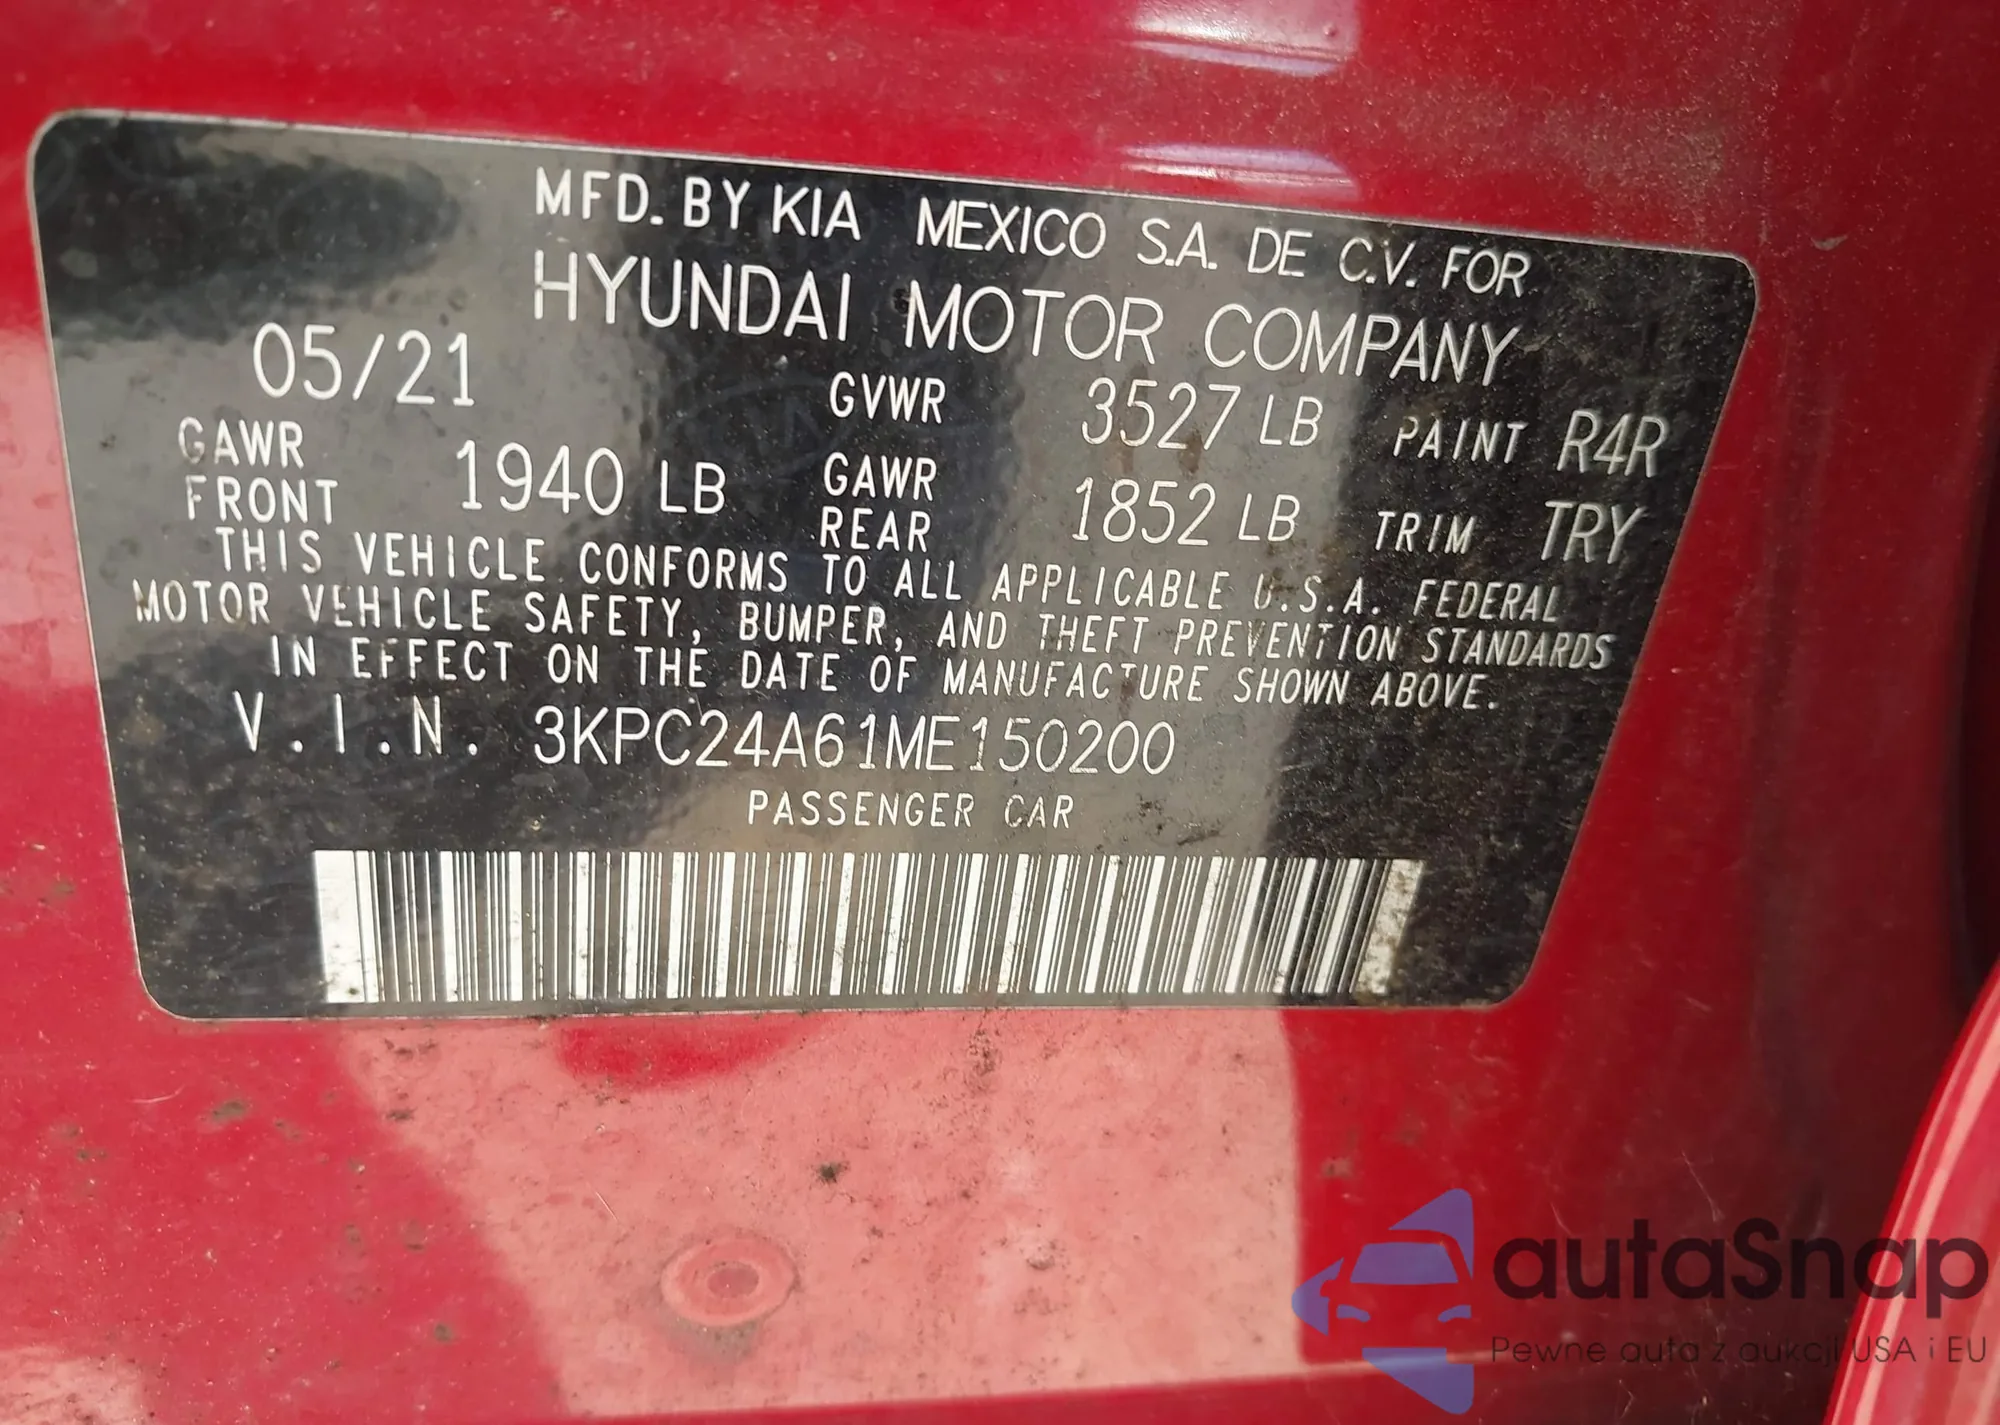 MFD. BY KIA MEXICO S.A. DE C.V. FOR
HYUNDAI MOTOR COMPANY
05/21 GVWR 3527 LB PAINT R4R
GAWR FRONT 1940 LB GAWR REAR 1852 LB TRIM TRY
THIS VEHICLE CONFORMS TO ALL APPLICABLE U.S.A. FEDERAL
MOTOR VEHICLE SAFETY, BUMPER, AND THEFT PREVENTION STANDARDS
IN EFFECT ON THE DATE OF MANUFACTURE SHOWN ABOVE.
V.I.N. 3KPC24A61ME150200
PASSENGER CAR
autaSnap
Pewne auta z aukcji USA i EU